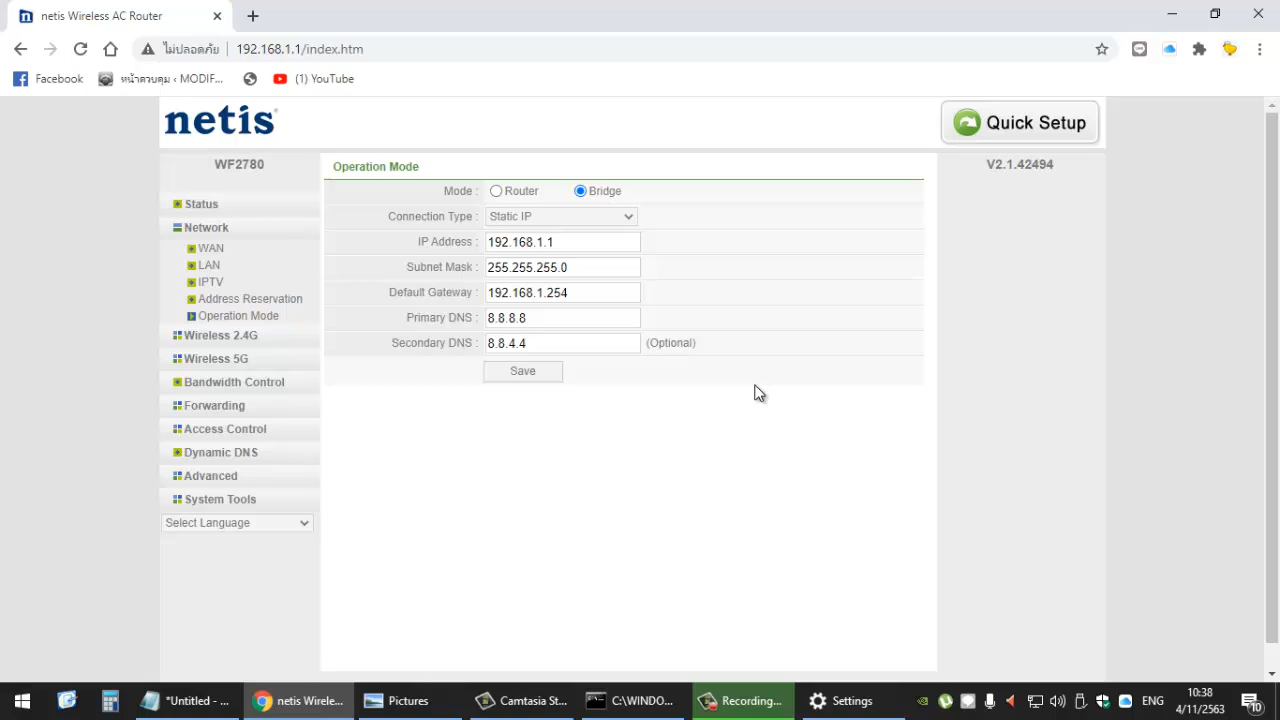 netis Wireless AC Router
ไม่ปลอดภัย 192.168.1.1/index.htm
Facebook หน้าควบคุม ‹ MODIF... (1) YouTube
netis
Quick Setup
WF2780
Operation Mode
V2.1.42494
Mode : Router Bridge
Connection Type : Static IP
IP Address : 192.168.1.1
Subnet Mask : 255.255.255.0
Default Gateway : 192.168.1.254
Primary DNS : 8.8.8.8
Secondary DNS : 8.8.4.4 (Optional)
Save
Status
Network
WAN
LAN
IPTV
Address Reservation
Operation Mode
Wireless 2.4G
Wireless 5G
Bandwidth Control
Forwarding
Access Control
Dynamic DNS
Advanced
System Tools
Select Language
*Untitled - ... netis Wirele... Pictures Camtasia St... C:\WINDO... Recording... Settings ENG
10:38
4/11/2563
10